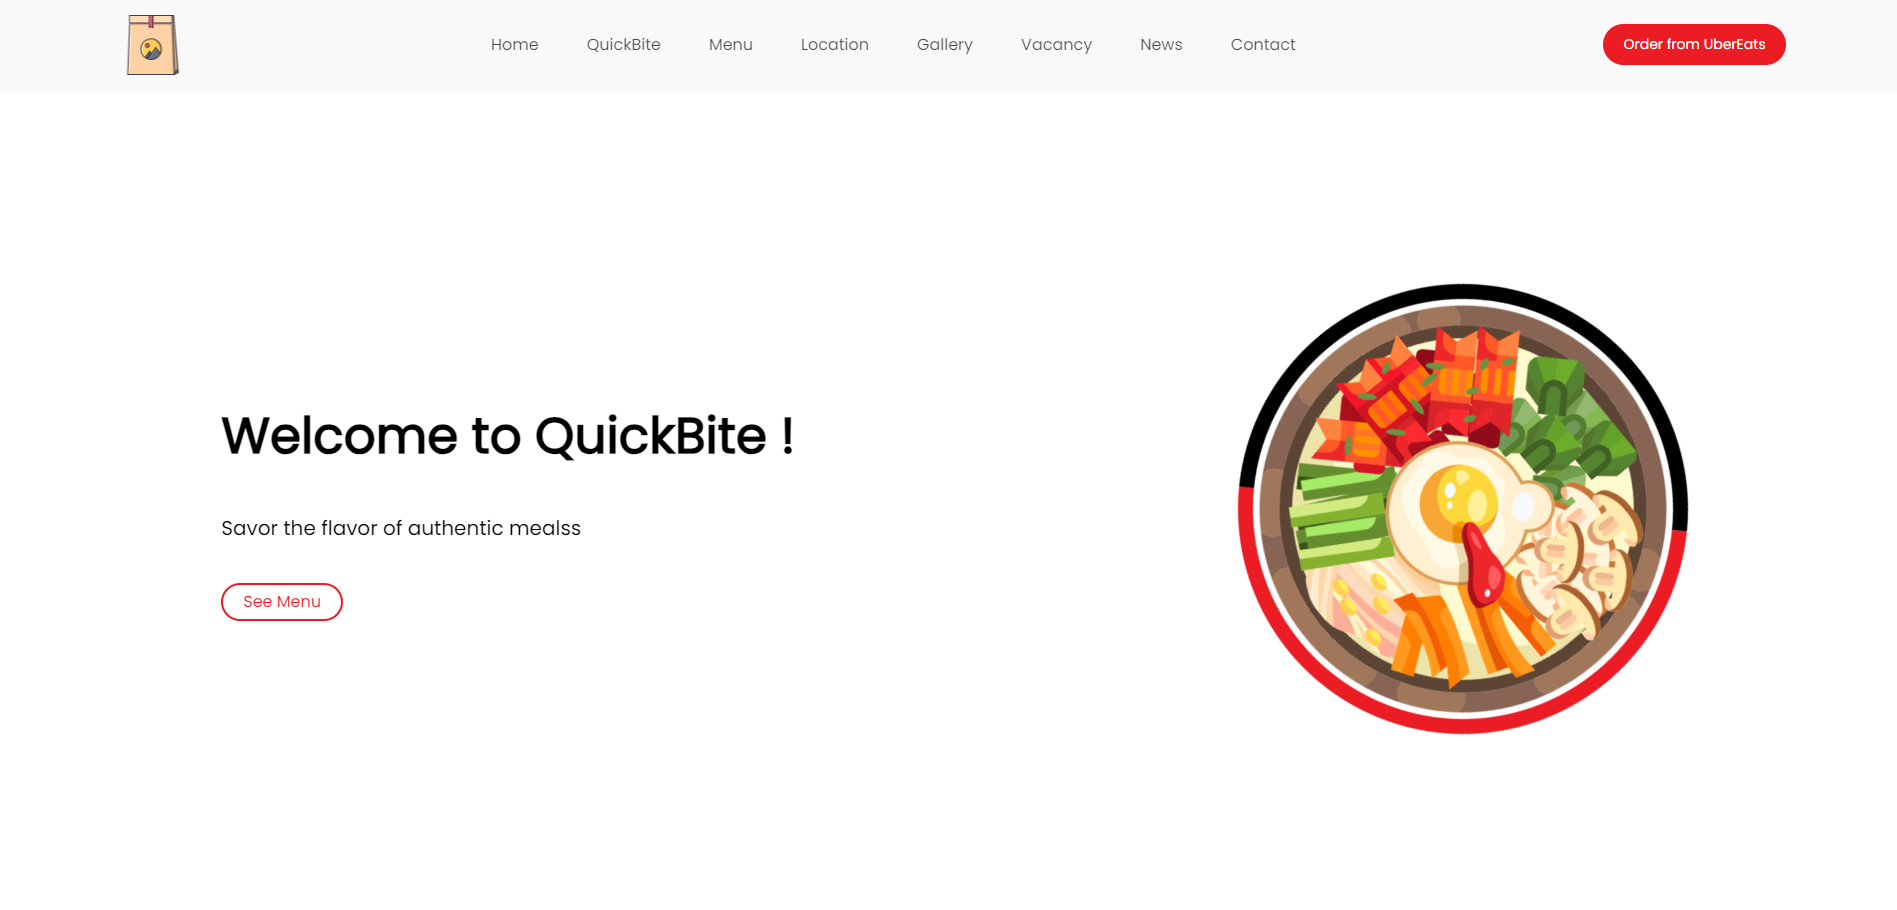 Home QuickBite Menu Location Gallery Vacancy News Contact Order from UberEats
Welcome to QuickBite !
Savor the flavor of authentic mealss
See Menu